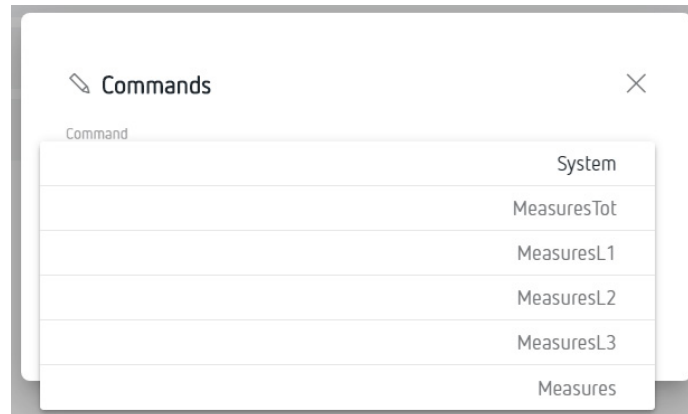 Commands
Command
System
MeasuresTot
MeasuresL1
MeasuresL2
MeasuresL3
Measures